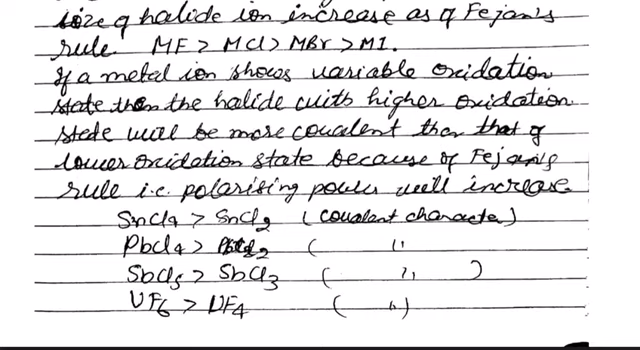 size of halide ion increase as of Fejan's
rule. MF > MCl > MBr > MI.
If a metal ion shows variable oxidation
state then the halide with higher oxidation
state will be more covalent than that of
lower oxidation state because of Fejan's
rule i.e. polarising power will increase
SnCl4 > SnCl2 (covalent character)
PbCl4 > PbCl2 ( ")
SbCl5 > SbCl3 ( " )
UF6 > UF4 ( ")